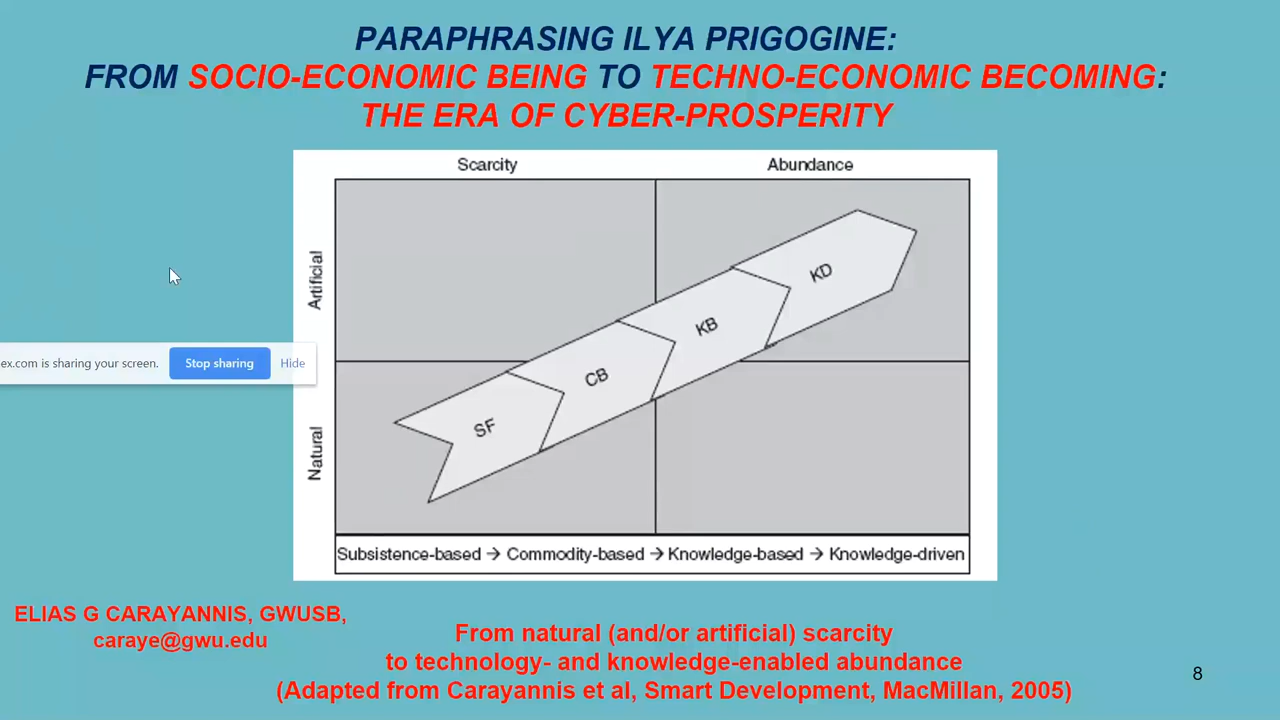 PARAPHRASING ILYA PRIGOGINE:
FROM SOCIO-ECONOMIC BEING TO TECHNO-ECONOMIC BECOMING:
THE ERA OF CYBER-PROSPERITY
Scarcity Abundance
Artificial
Natural
KD
KB
CB
SF
ex.com is sharing your screen. Stop sharing Hide
Subsistence-based → Commodity-based → Knowledge-based → Knowledge-driven
ELIAS G CARAYANNIS, GWUSB,
caraye@gwu.edu
From natural (and/or artificial) scarcity
to technology- and knowledge-enabled abundance
(Adapted from Carayannis et al, Smart Development, MacMillan, 2005)
8